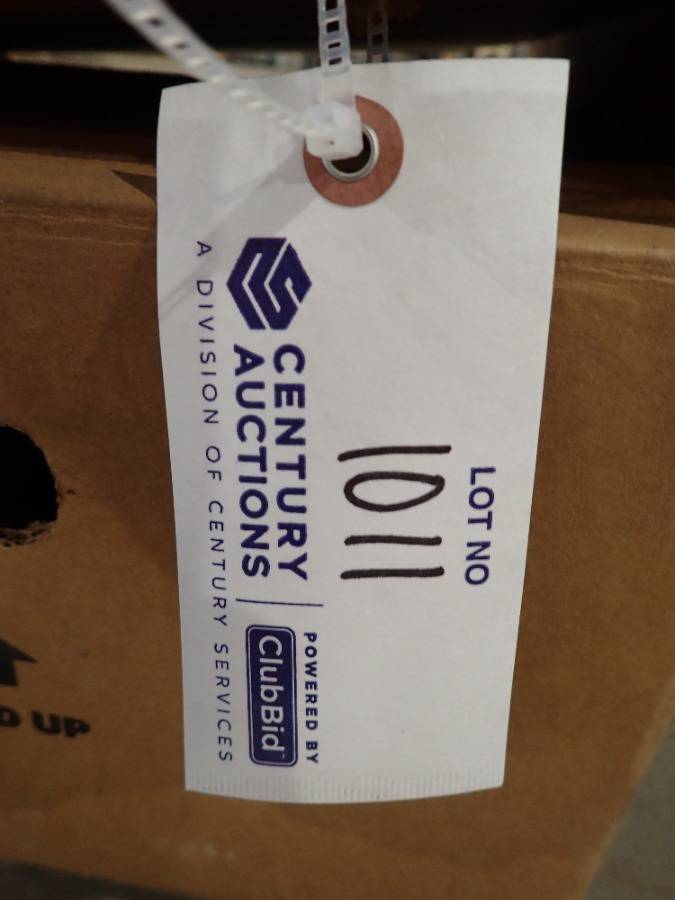 LOT NO
1011
CENTURY
AUCTIONS
POWERED BY
ClubBid
A DIVISION OF CENTURY SERVICES
D UP